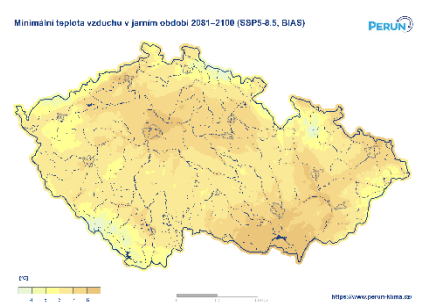 Minimální teplota vzduchu v jarním období 2081–2100 (SSP5-8.5, BIAS)
PERUN
[°C]
https://www.perun-klima.cz